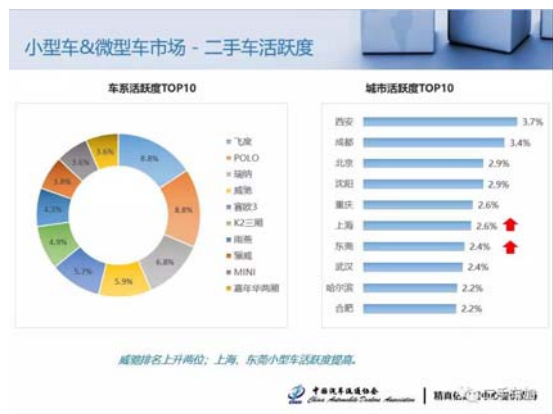 小型车&微型车市场 - 二手车活跃度
车系活跃度TOP10
8.8%
8.8%
6.8%
5.9%
5.7%
4.9%
4.3%
3.8%
3.6%
3.6%
飞度
POLO
瑞纳
威驰
赛欧3
K2三厢
雨燕
骊威
MINI
嘉年华两厢
城市活跃度TOP10
西安 3.7%
成都 3.4%
北京 2.9%
沈阳 2.9%
重庆 2.6%
上海 2.6%
东莞 2.4%
武汉 2.4%
哈尔滨 2.2%
合肥 2.2%
威驰排名上升两位；上海、东莞小型车活跃度提高。
中国汽车流通协会
China Automobile Dealers Association
精真估